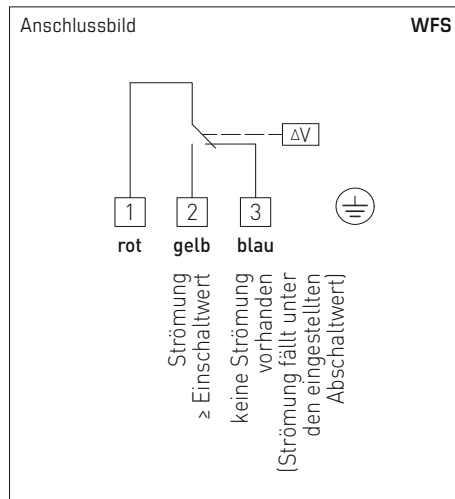 Anschlussbild WFS
ΔV
1 2 3
rot gelb blau
Strömung
≥ Einschaltwert
keine Strömung
vorhanden
(Strömung fällt unter
den eingestellten
Abschaltwert)